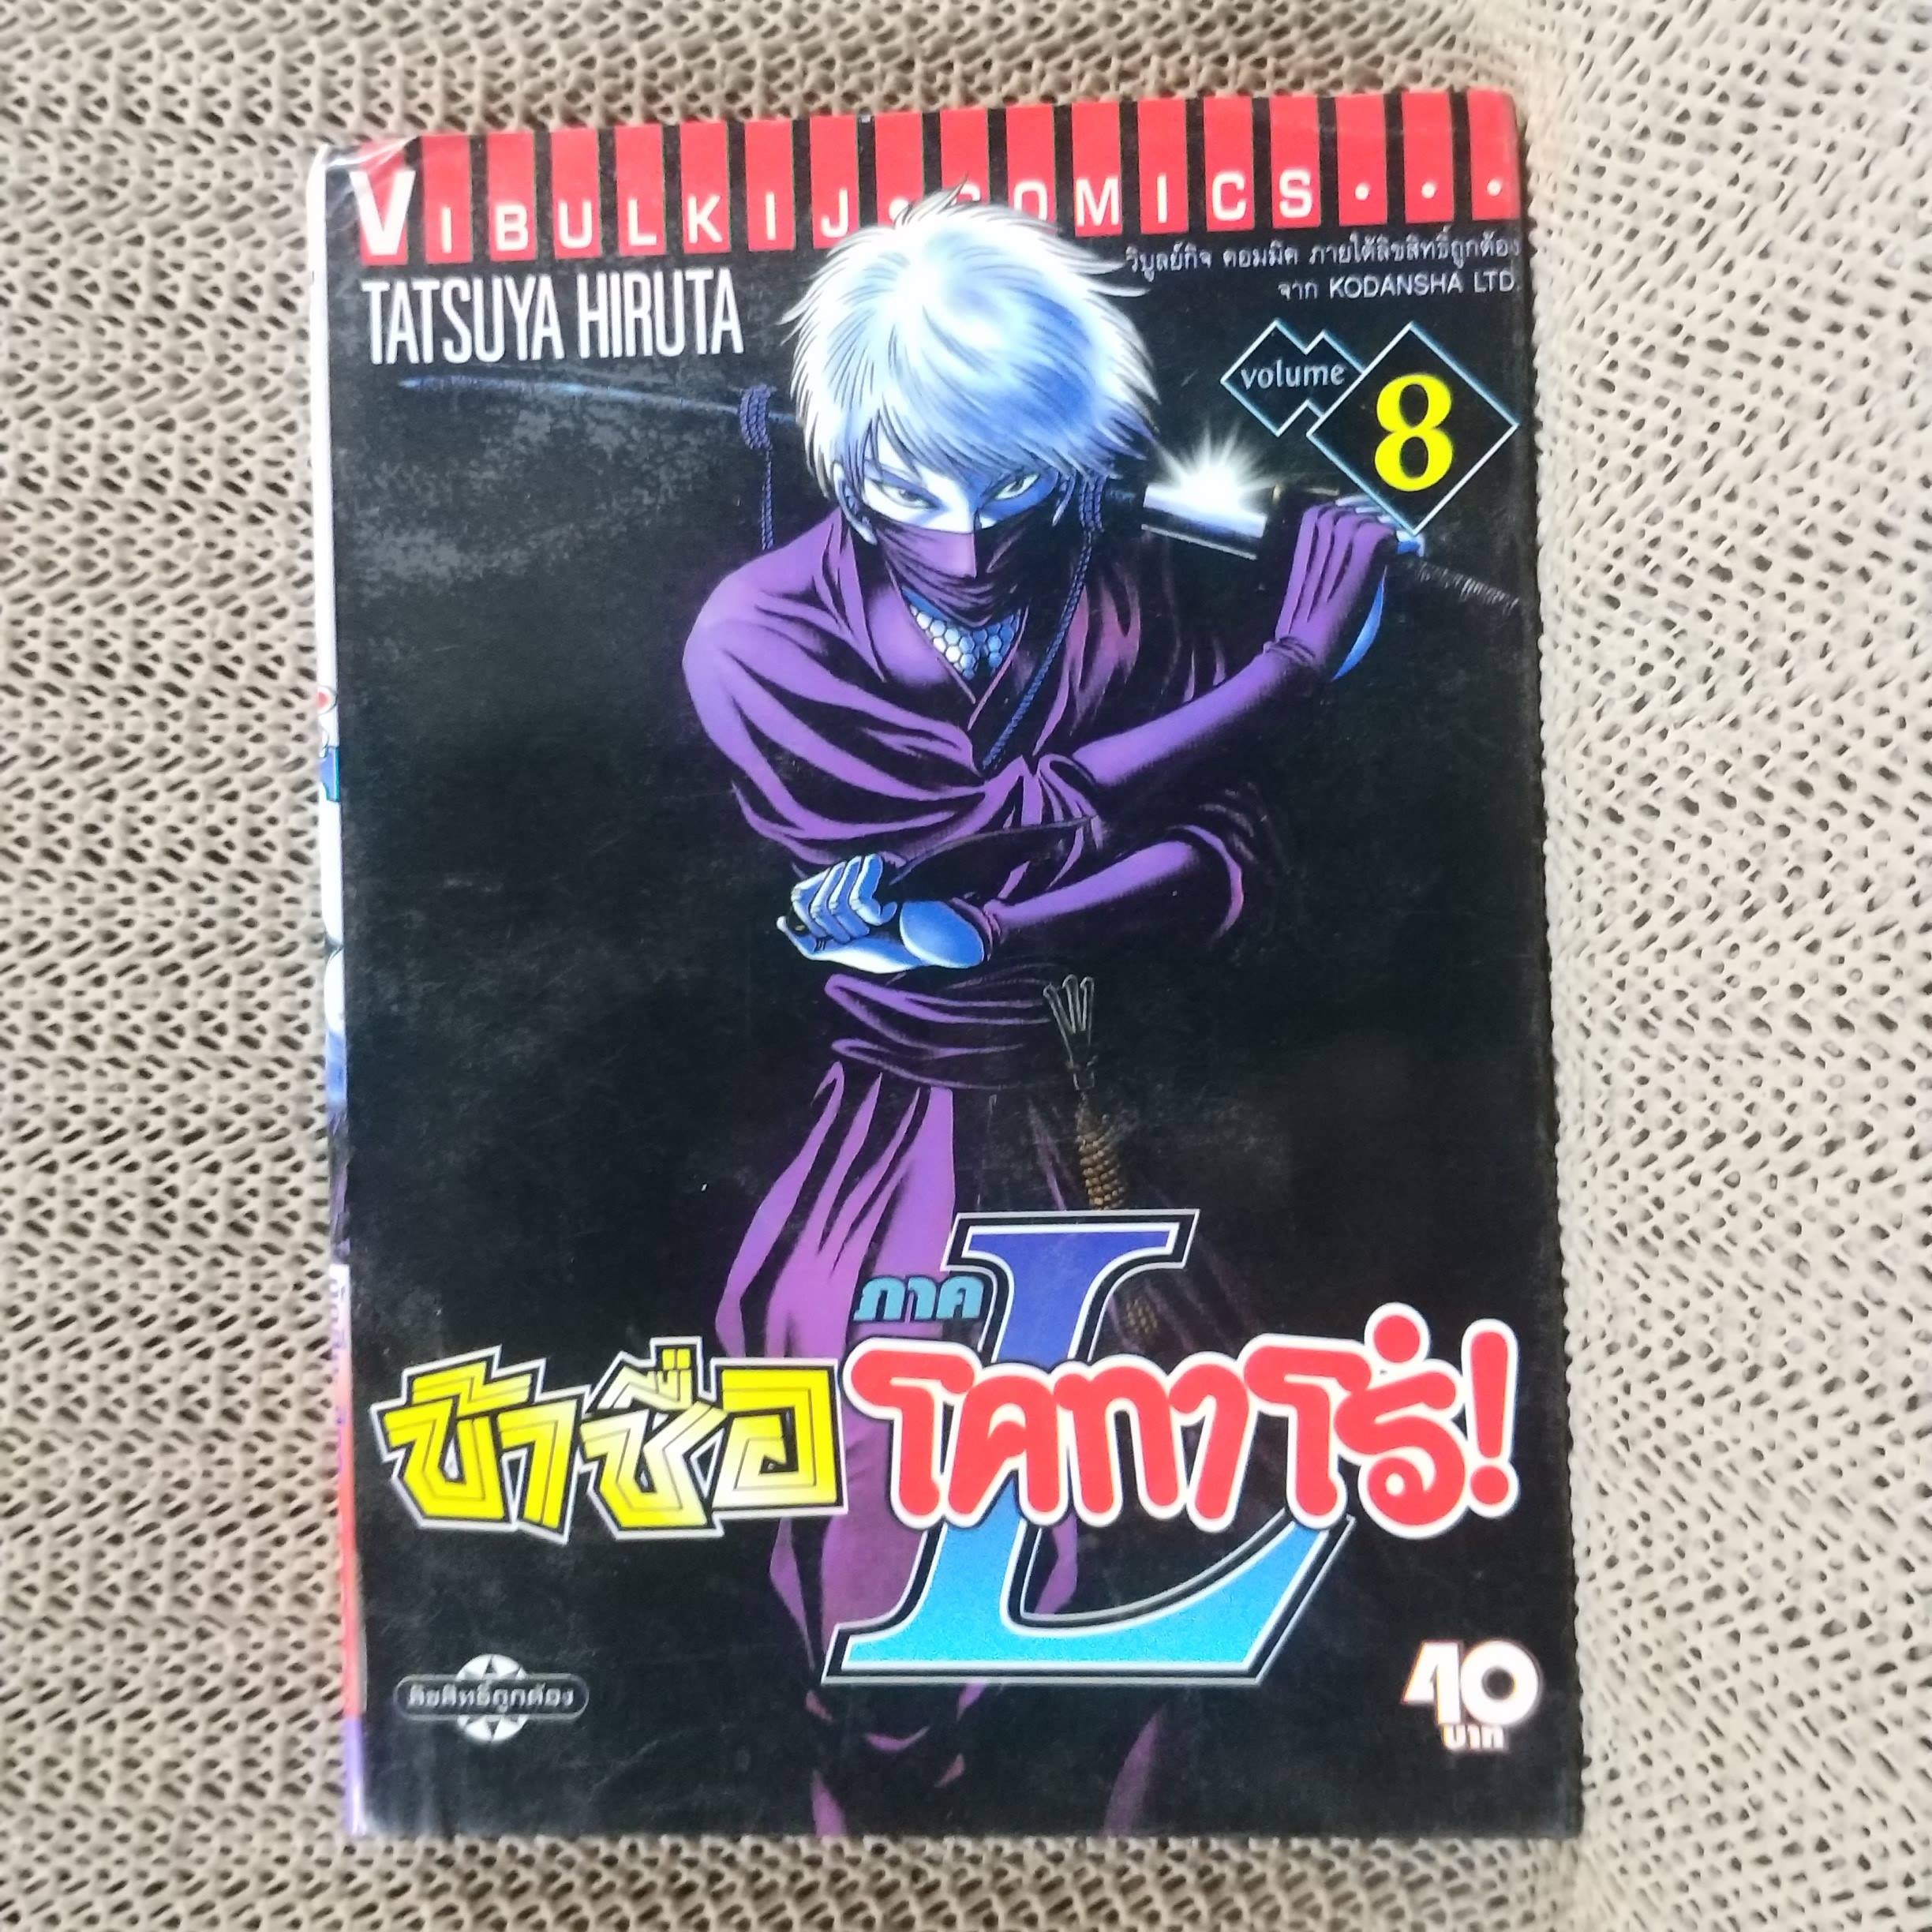 VIBULKIJ•COMICS•••
วิบูลย์กิจ คอมมิค ภายใต้ลิขสิทธิ์ถูกต้อง
จาก KODANSHA LTD.
TATSUYA HIRUTA
volume 8
ภาค L
ข้าชื่อ โคทาโร่!
ลิขสิทธิ์ถูกต้อง
40
บาท